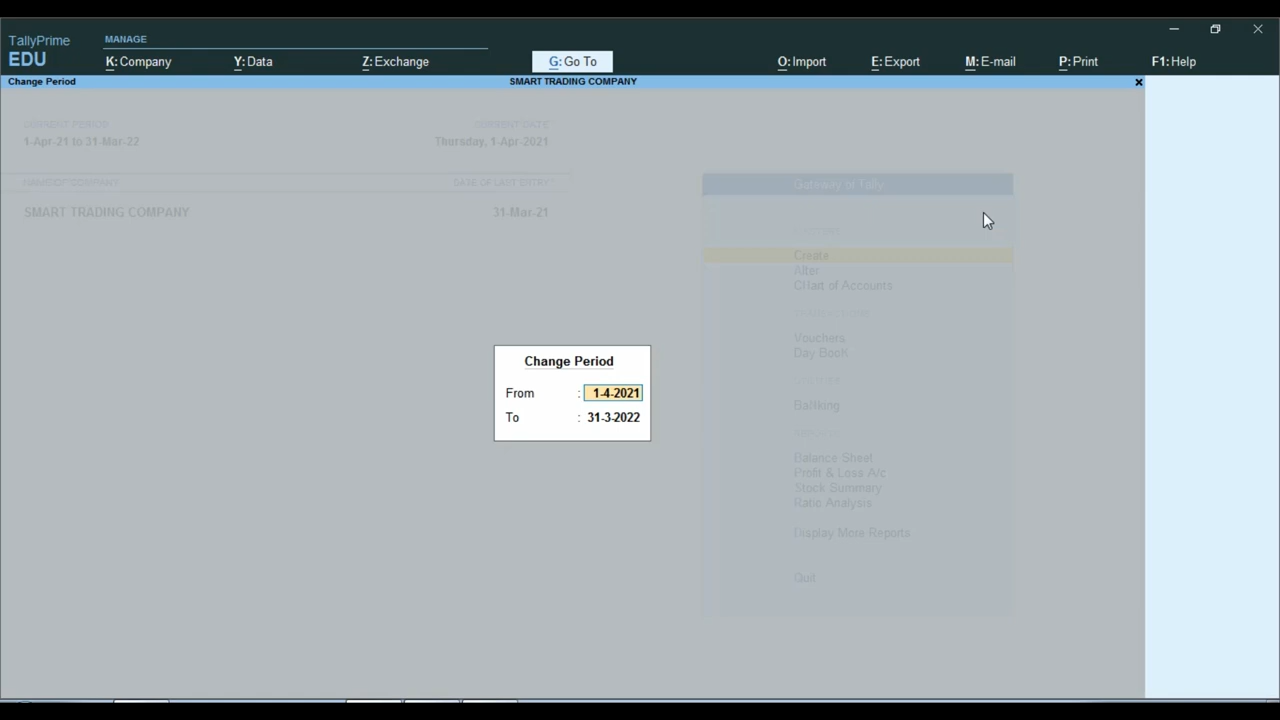 TallyPrime
EDU
MANAGE
K:Company
Y:Data
Z:Exchange
G:Go To
O:Import
E:Export
M:E-mail
P:Print
F1:Help
Change Period
SMART TRADING COMPANY
CURRENT PERIOD
CURRENT DATE
1-Apr-21 to 31-Mar-22
Thursday, 1-Apr-2021
NAME OF COMPANY
DATE OF LAST ENTRY
SMART TRADING COMPANY
31-Mar-21
Gateway of Tally
Create
Alter
CHart of Accounts
Vouchers
Day BooK
BaNking
Balance Sheet
Profit & Loss A/c
Stock Summary
Ratio Analysis
Display More Reports
Quit
Change Period
From : 1-4-2021
To : 31-3-2022